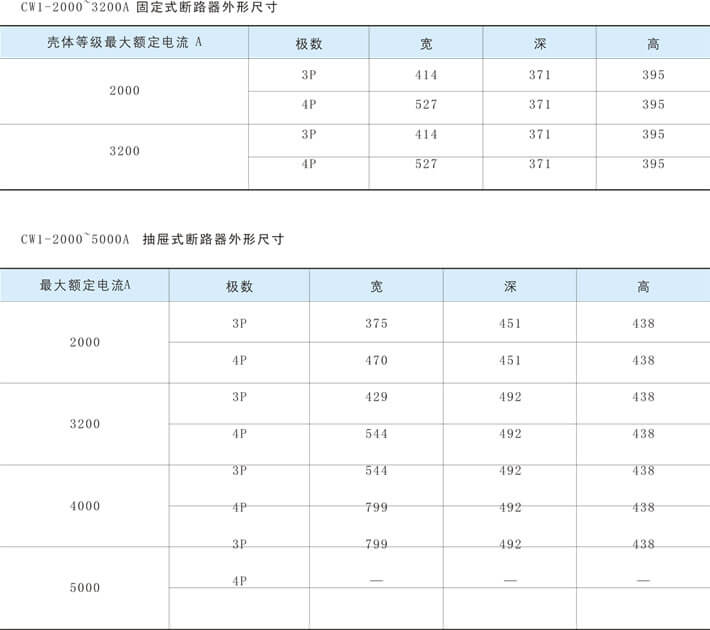 CW1-2000~3200A 固定式断路器外形尺寸
壳体等级最大额定电流 A 极数 宽 深 高
2000 3P 414 371 395
4P 527 371 395
3200 3P 414 371 395
4P 527 371 395
CW1-2000~5000A 抽屉式断路器外形尺寸
最大额定电流A 极数 宽 深 高
2000 3P 375 451 438
4P 470 451 438
3200 3P 429 492 438
4P 544 492 438
4000 3P 544 492 438
4P 799 492 438
5000 3P 799 492 438
4P — — —